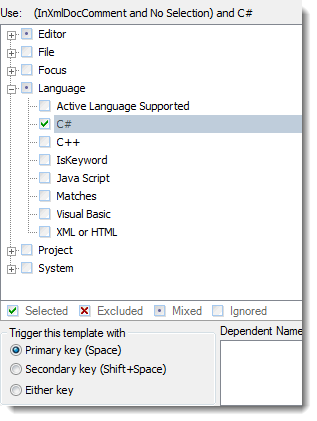 Use: (InXmlDocComment and No Selection) and C#
Editor
File
Focus
Language
Active Language Supported
C#
C++
IsKeyword
Java Script
Matches
Visual Basic
XML or HTML
Project
System
Selected Excluded Mixed Ignored
Trigger this template with
Primary key (Space)
Secondary key (Shift+Space)
Either key
Dependent Name